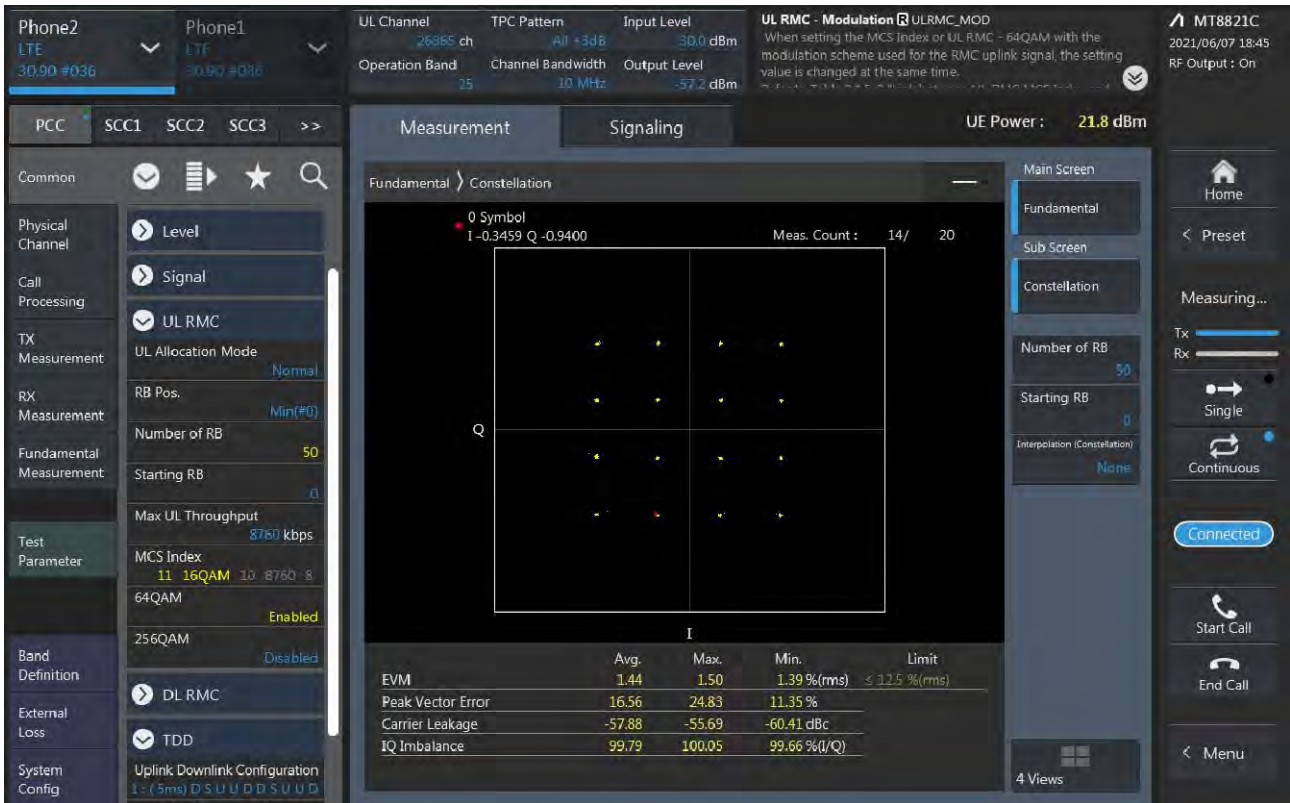 Phone2
LTE
30.90 #036
Phone1
LTE
30.90 #036
UL Channel
26365 ch
TPC Pattern
All +3dB
Input Level
30.0 dBm
Operation Band
25
Channel Bandwidth
10 MHz
Output Level
-57.2 dBm
UL RMC - Modulation R ULRMC_MOD
When setting the MCS Index or UL RMC - 64QAM with the
modulation scheme used for the RMC uplink signal, the setting
value is changed at the same time.
MT8821C
2021/06/07 18:45
RF Output : On
PCC SCC1 SCC2 SCC3 >>
Measurement
Signaling
UE Power : 21.8 dBm
Common
Physical
Channel
Call
Processing
TX
Measurement
RX
Measurement
Fundamental
Measurement
Test
Parameter
Band
Definition
External
Loss
System
Config
Level
Signal
UL RMC
UL Allocation Mode
Normal
RB Pos.
Min(#0)
Number of RB
50
Starting RB
0
Max UL Throughput
8760 kbps
MCS Index
11 16QAM 10 8760 8
64QAM
Enabled
256QAM
Disabled
DL RMC
TDD
Uplink Downlink Configuration
1 : ( 5ms) D S U U D D S U U D
Fundamental Constellation
0 Symbol
I -0.3459 Q -0.9400
Meas. Count : 14/ 20
Q
I
Avg. Max. Min. Limit
EVM 1.44 1.50 1.39 %(rms) ≤ 12.5 %(rms)
Peak Vector Error 16.56 24.83 11.35 %
Carrier Leakage -57.88 -55.69 -60.41 dBc
IQ Imbalance 99.79 100.05 99.66 %(I/Q)
Main Screen
Fundamental
Sub Screen
Constellation
Number of RB
50
Starting RB
0
Interpolation (Constellation)
None
4 Views
Home
< Preset
Measuring...
Tx
Rx
Single
Continuous
Connected
Start Call
End Call
< Menu